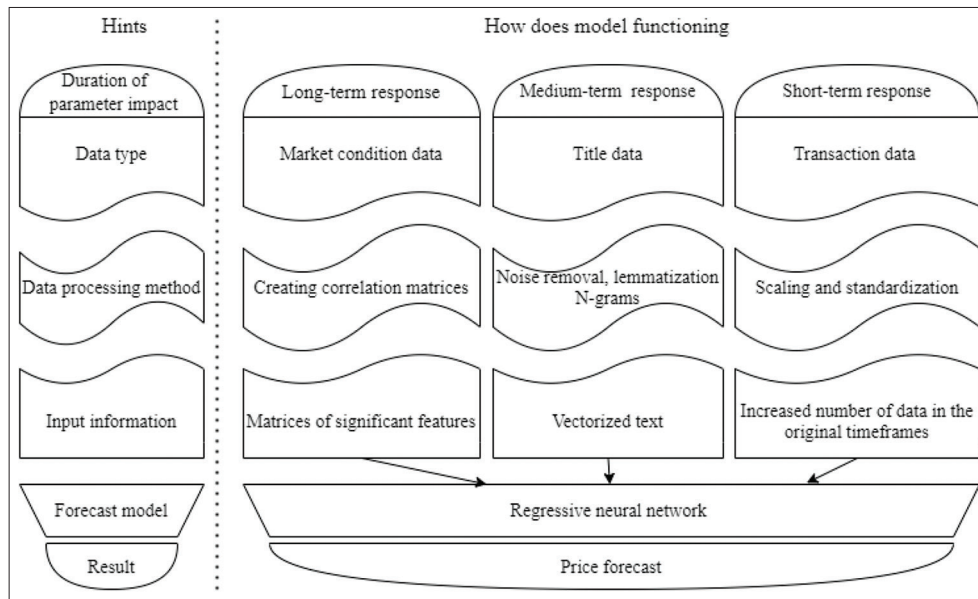 Hints
How does model functioning
Duration of
parameter impact
Long-term response
Medium-term response
Short-term response
Data type
Market condition data
Title data
Transaction data
Data processing method
Creating correlation matrices
Noise removal, lemmatization
N-grams
Scaling and standardization
Input information
Matrices of significant features
Vectorized text
Increased number of data in the
original timeframes
Forecast model
Regressive neural network
Result
Price forecast